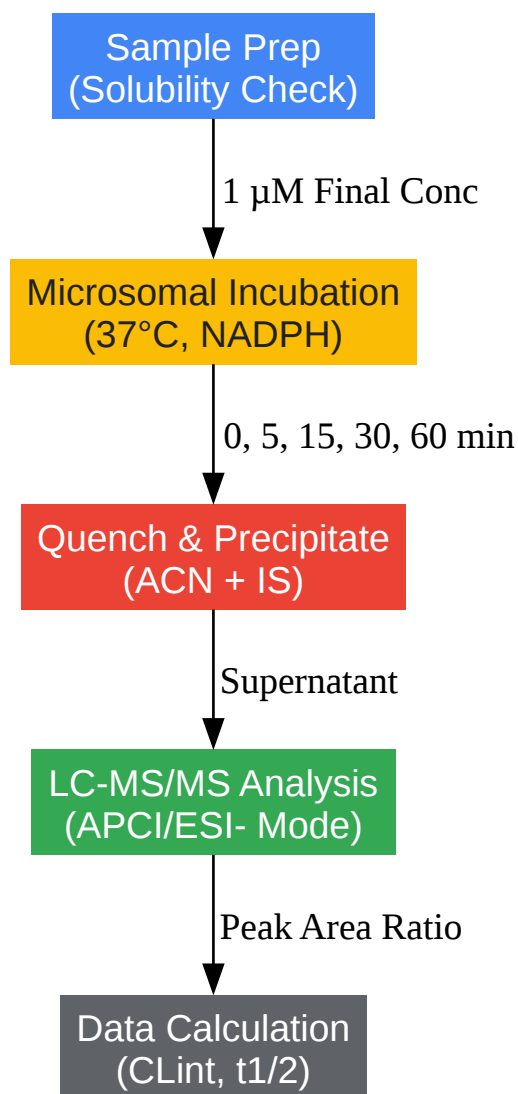 Sample Prep
(Solubility Check)
1 µM Final Conc
Microsomal Incubation
(37°C, NADPH)
0, 5, 15, 30, 60 min
Quench & Precipitate
(ACN + IS)
Supernatant
LC-MS/MS Analysis
(APCI/ESI- Mode)
Peak Area Ratio
Data Calculation
(CLint, t1/2)